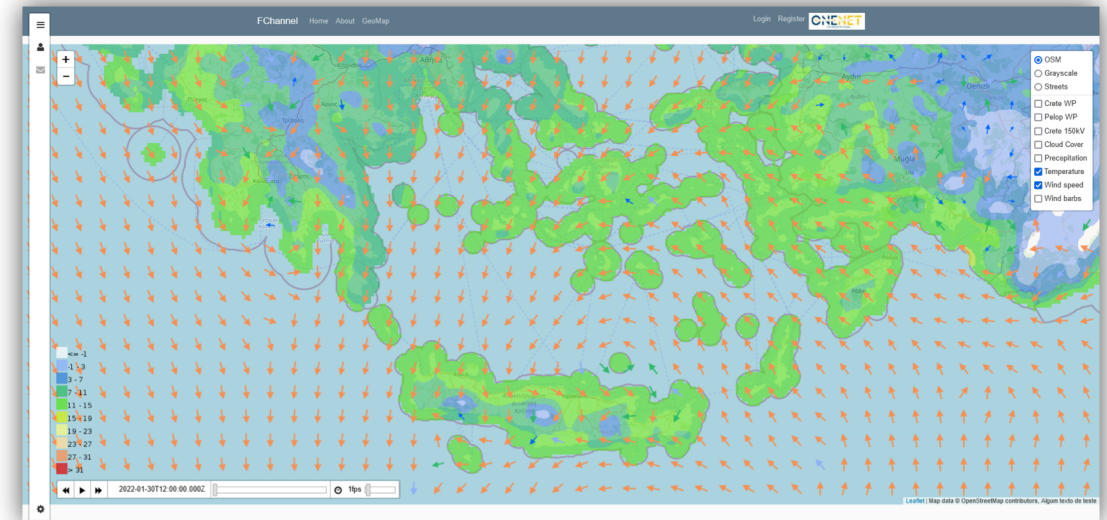 FChannel Home About GeoMap
Login Register ONENET
+
−
OSM
Grayscale
Streets
Crete WP
Pelop WP
Crete 150kV
Cloud Cover
Precipitation
Temperature
Wind speed
Wind barbs
Αθήνα
Aydın
Denizli
Muğla
<= -1
-1 - 3
3 - 7
7 - 11
11 - 15
15 - 19
19 - 23
23 - 27
27 - 31
> 31
2022-01-30T12:00:00.000Z
1fps
Leaflet | Map data © OpenStreetMap contributors, Algum texto de teste